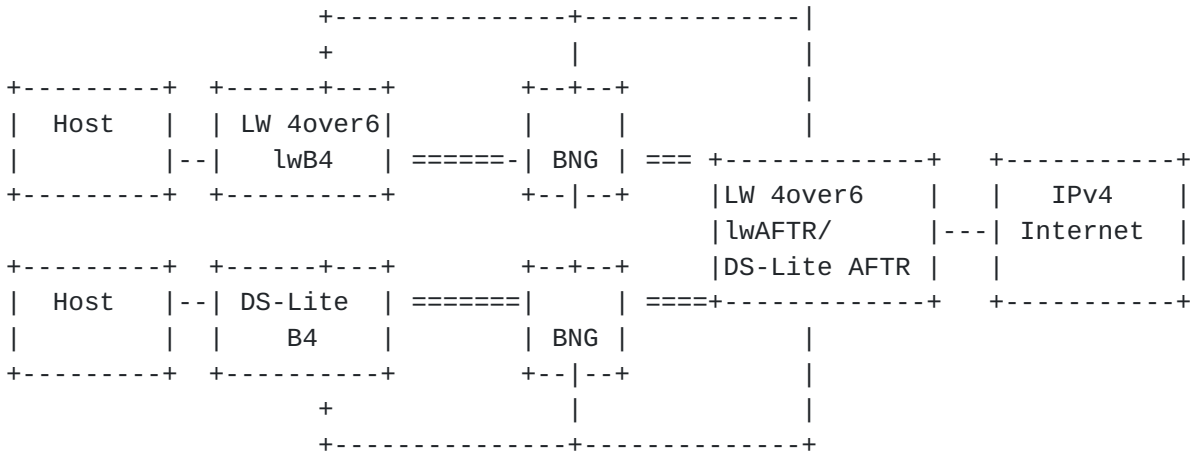 Host LW 4over6
lwB4 BNG
LW 4over6 IPv4
lwAFTR/ Internet
DS-Lite AFTR
Host DS-Lite
B4 BNG